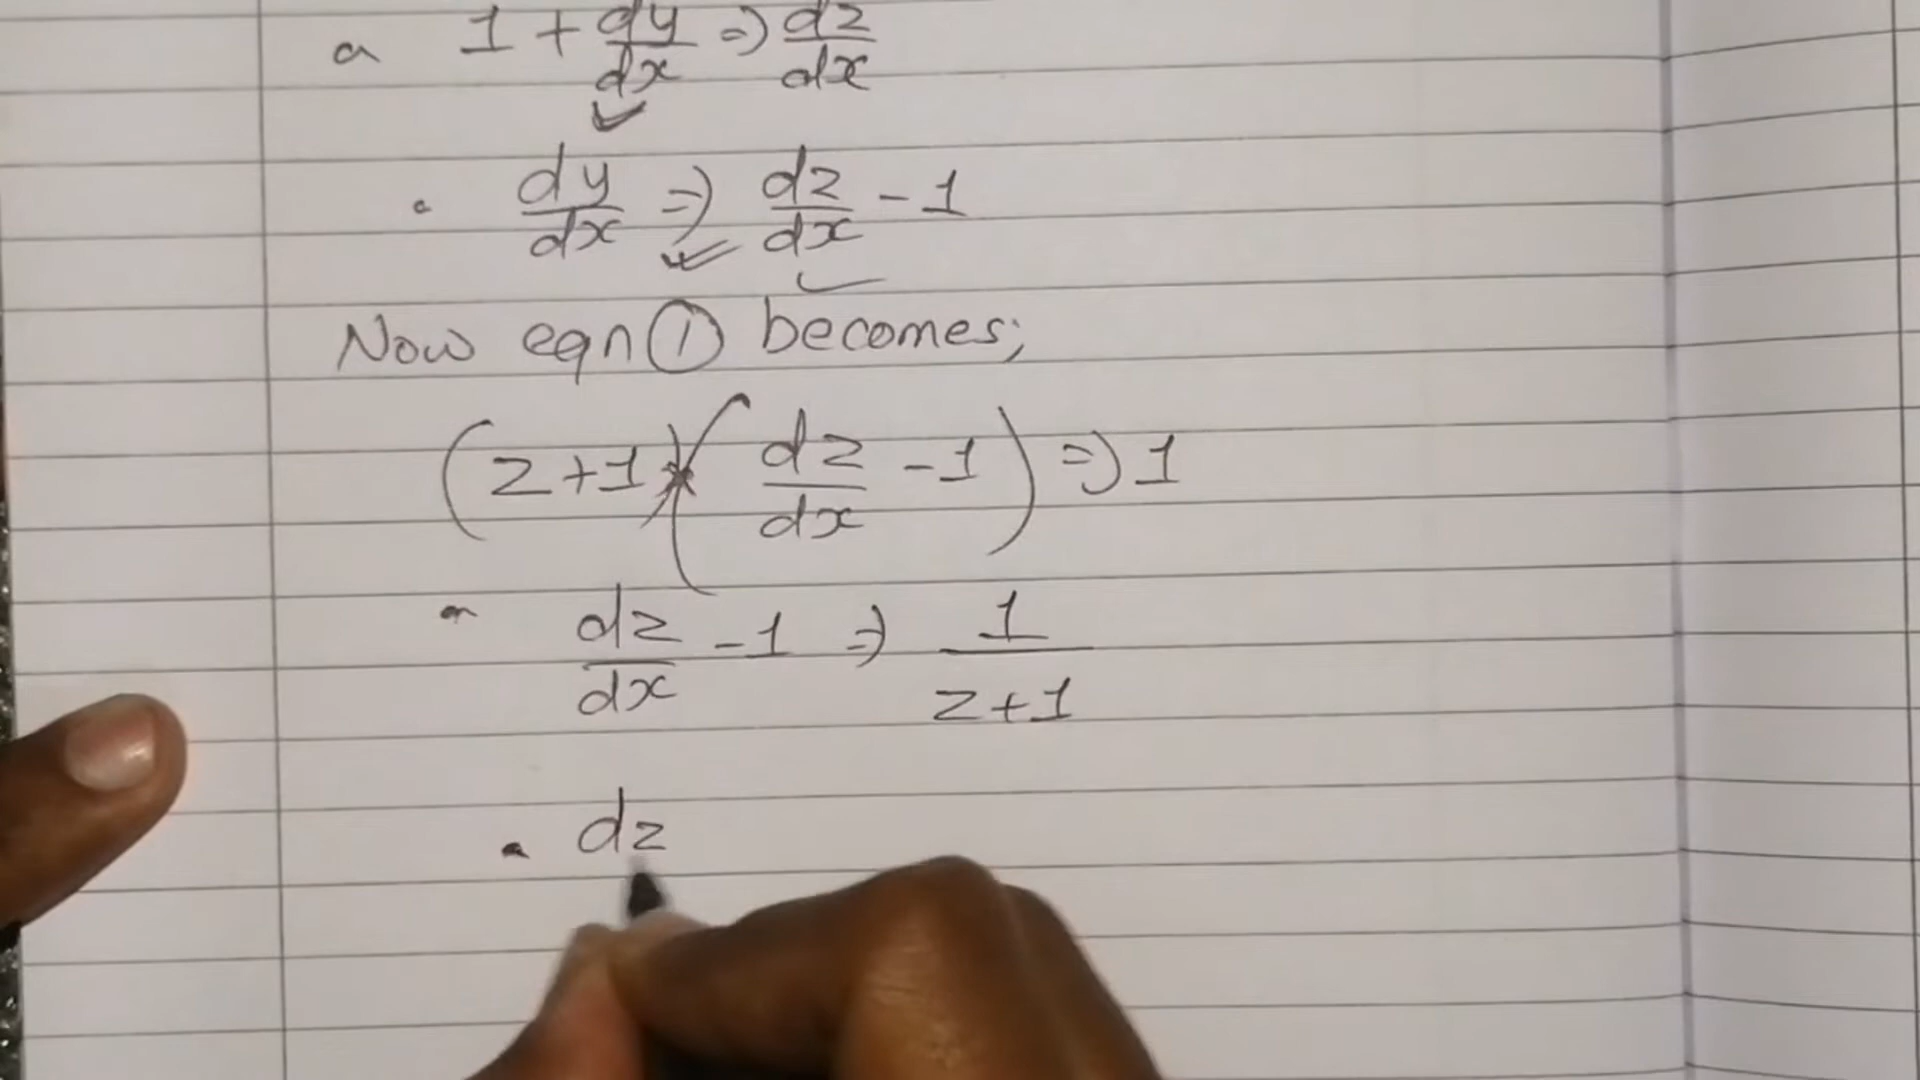 1 + dy/dx => dz/dx
dy/dx => dz/dx - 1
Now eqn ① becomes;
(z+1)(dz/dx - 1) => 1
dz/dx - 1 => 1/z+1
dz